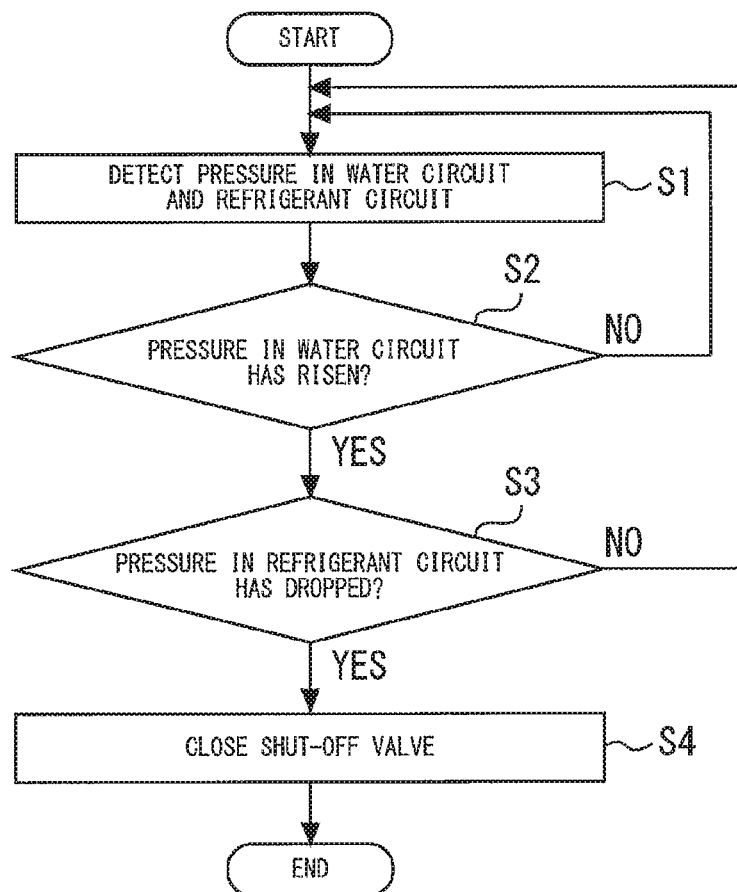 START
DETECT PRESSURE IN WATER CIRCUIT
AND REFRIGERANT CIRCUIT
S1
S2
PRESSURE IN WATER CIRCUIT
HAS RISEN?
NO
YES
S3
PRESSURE IN REFRIGERANT CIRCUIT
HAS DROPPED?
NO
YES
CLOSE SHUT-OFF VALVE
S4
END